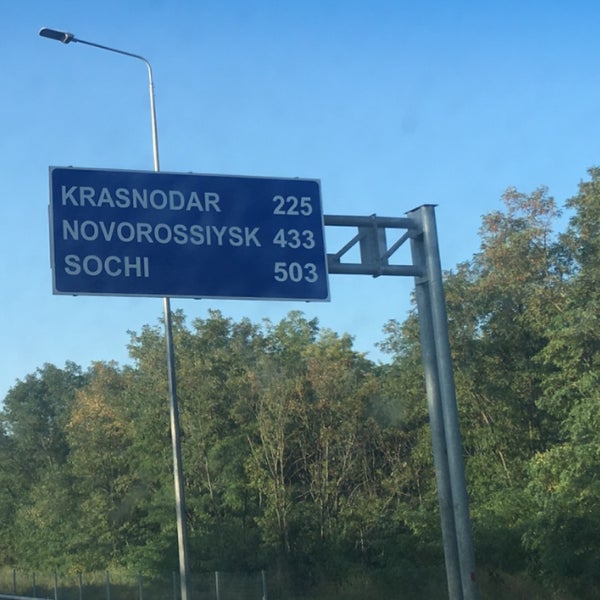 KRASNODAR 225
NOVOROSSIYSK 433
SOCHI 503